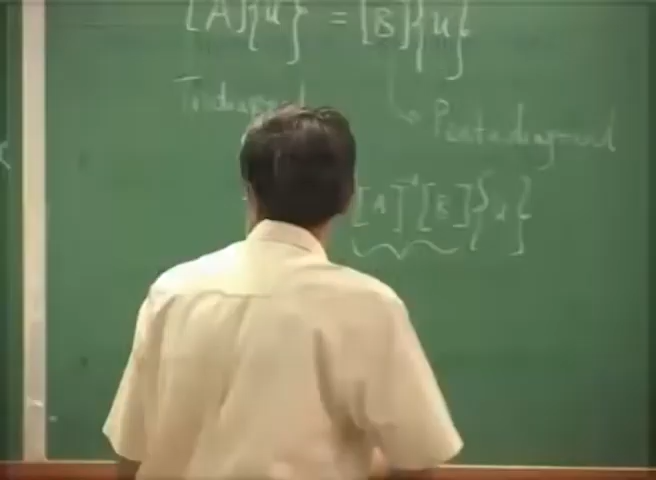 [A]{u'} = [B]{u}
Tridiagonal
Pentadiagonal
[A]⁻¹[B]{u}